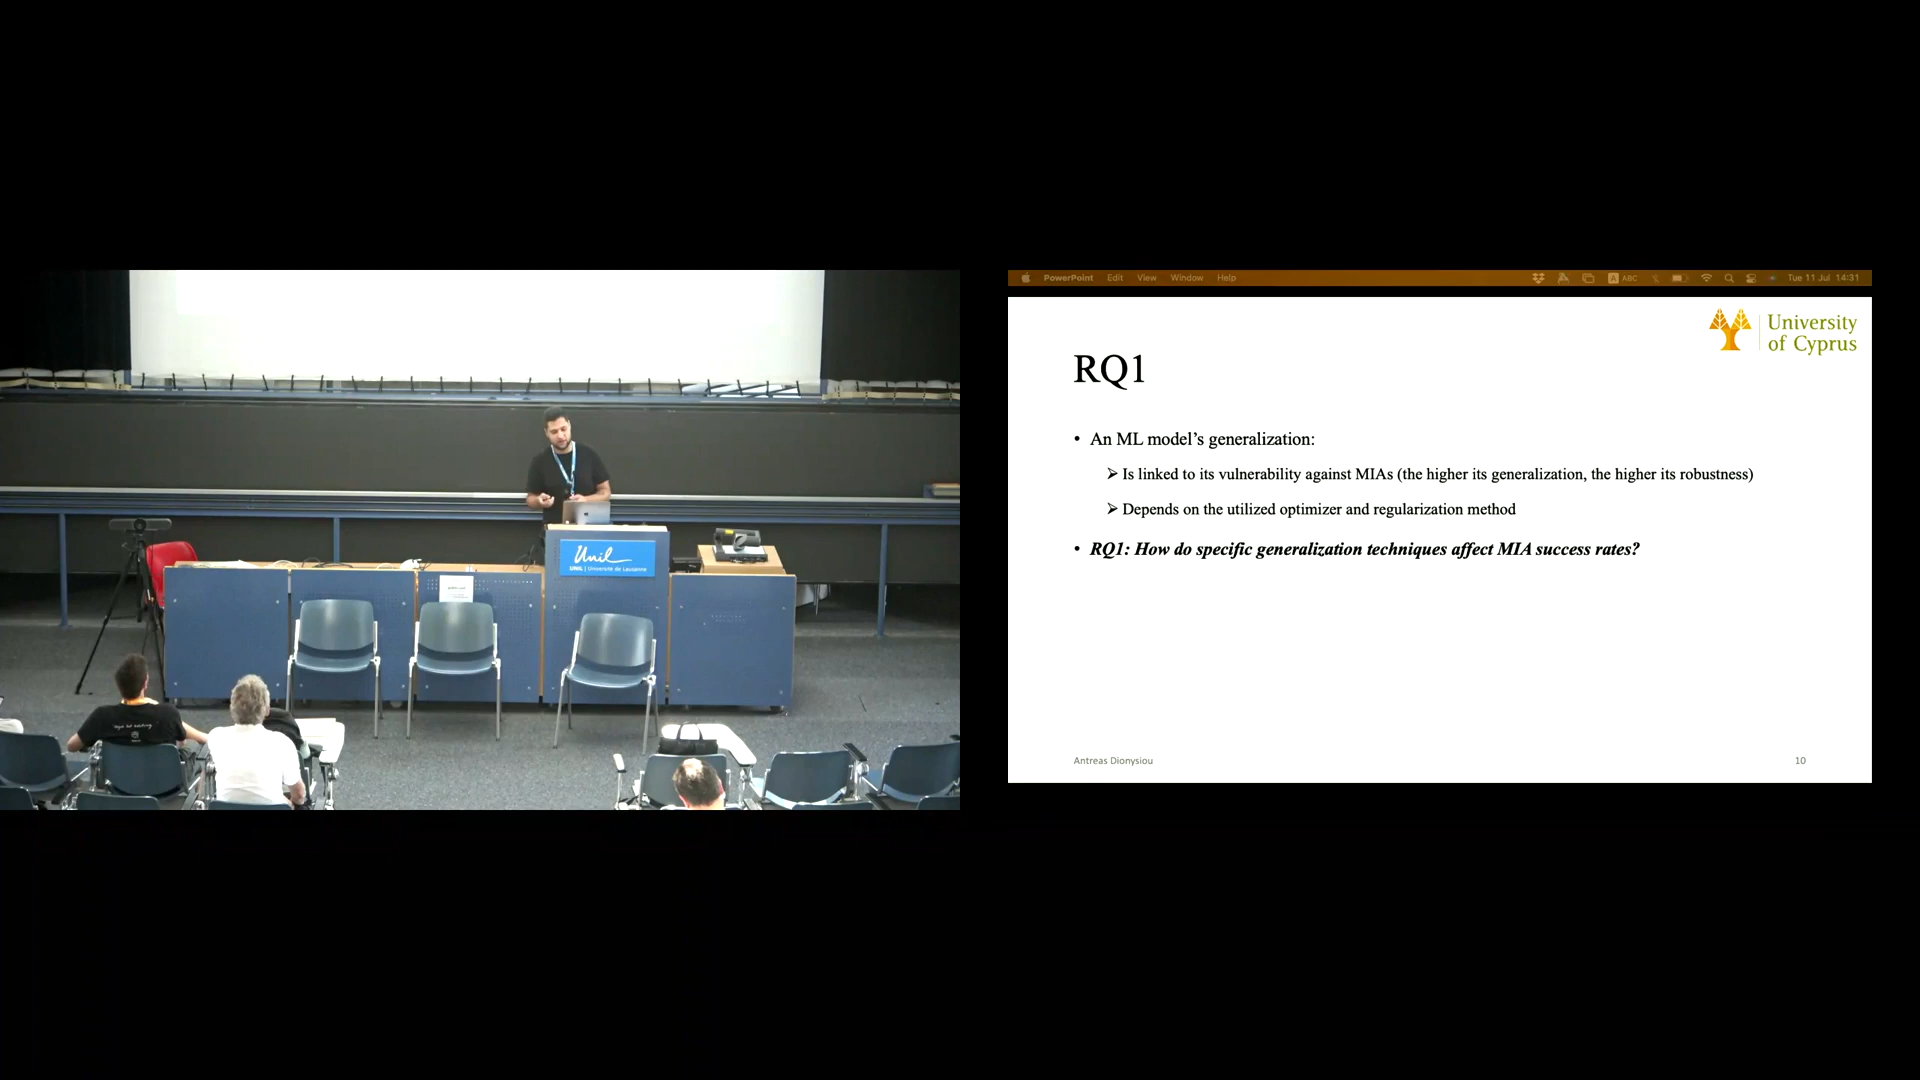 Unil
UNIL | Université de Lausanne
PowerPoint Edit View Window Help
ABC
Tue 11 Jul 14:31
University
of Cyprus
RQ1
• An ML model’s generalization:
➢ Is linked to its vulnerability against MIAs (the higher its generalization, the higher its robustness)
➢ Depends on the utilized optimizer and regularization method
• RQ1: How do specific generalization techniques affect MIA success rates?
Antreas Dionysiou
10